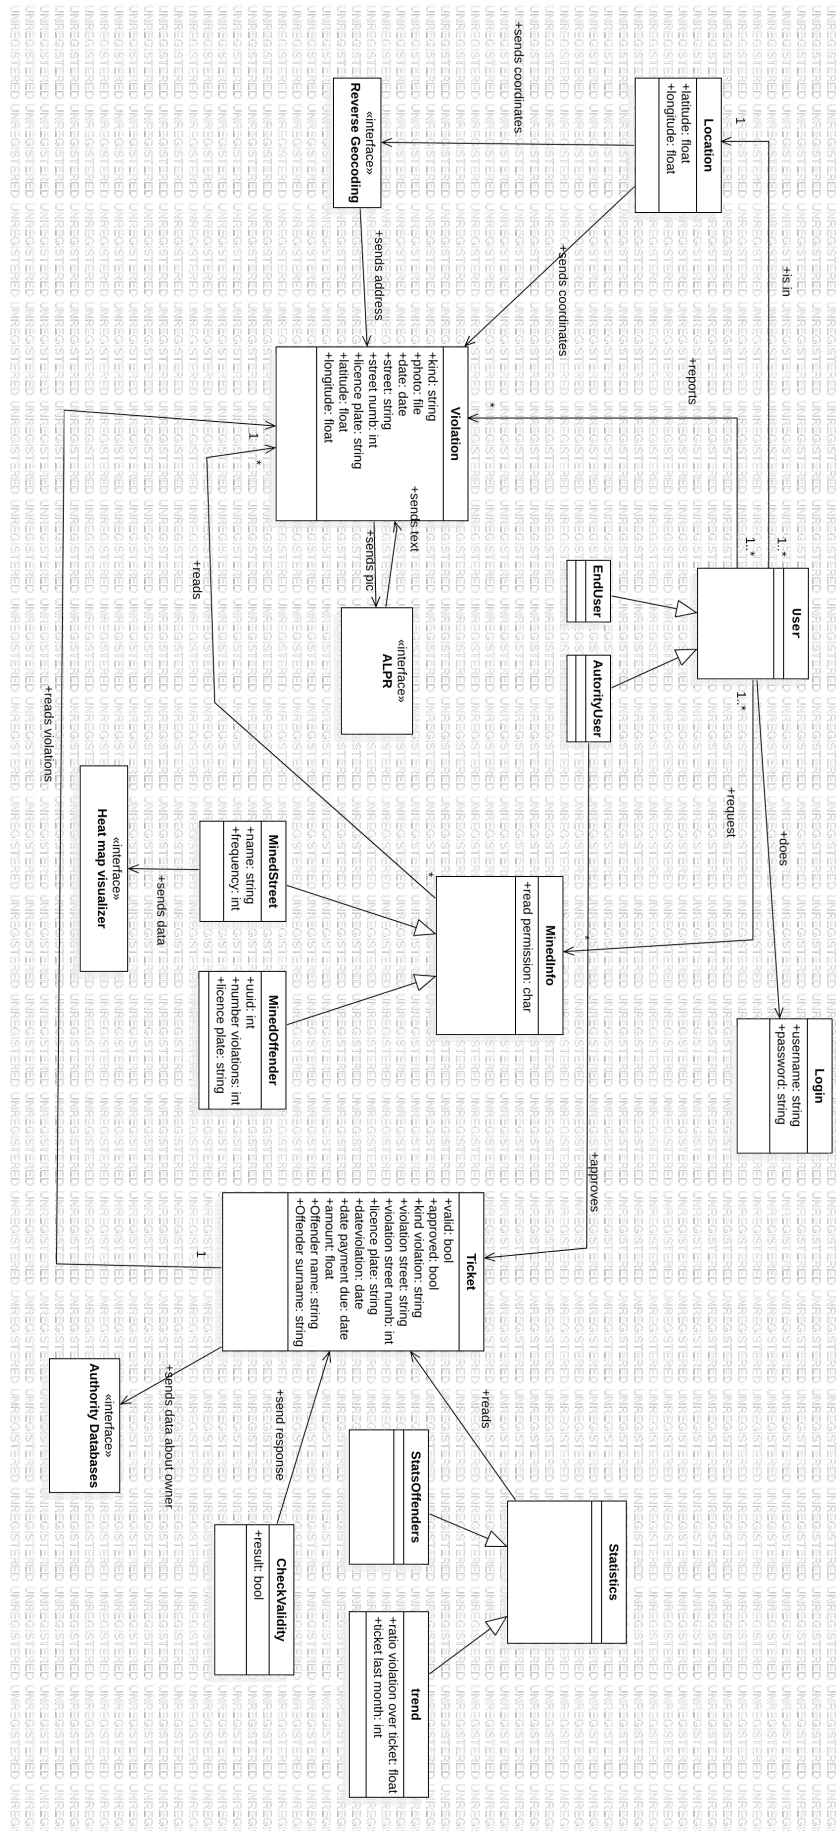 Location
+latitude: float
+longitude: float
1
+is in
1..*
User
+sends coordinates
«interface»
Reverse Geocoding
+sends address
+sends coordinates
+reports
1..*
*
Violation
+kind: string
+photo: file
+date: date
+street: string
+street numb: int
+licence plate: string
+latitude: float
+longitude: float
1
*
+sends text
+sends pic
«interface»
ALPR
EndUser
AutorityUser
1..*
+request
+does
Login
+username: string
+password: string
*
MinedInfo
+read permission: char
*
+reads
+reads violations
MinedStreet
+name: string
+frequency: int
+sends data
«interface»
Heat map visualizer
MinedOffender
+uuid: int
+number violations: int
+licence plate: string
+approves
Ticket
+valid: bool
+approved: bool
+kind violation: string
+violation street: string
+violation street numb: int
+licence plate: string
+dateviolation: date
+date payment due: date
+amount: float
+Offender name: string
+Offender surname: string
1
+sends data about owner
«interface»
Authority Databases
+send response
CheckValidity
+result: bool
+reads
Statistics
StatsOffenders
trend
+ratio violation over ticket: float
+ticket last month: int
UNREGISTERED